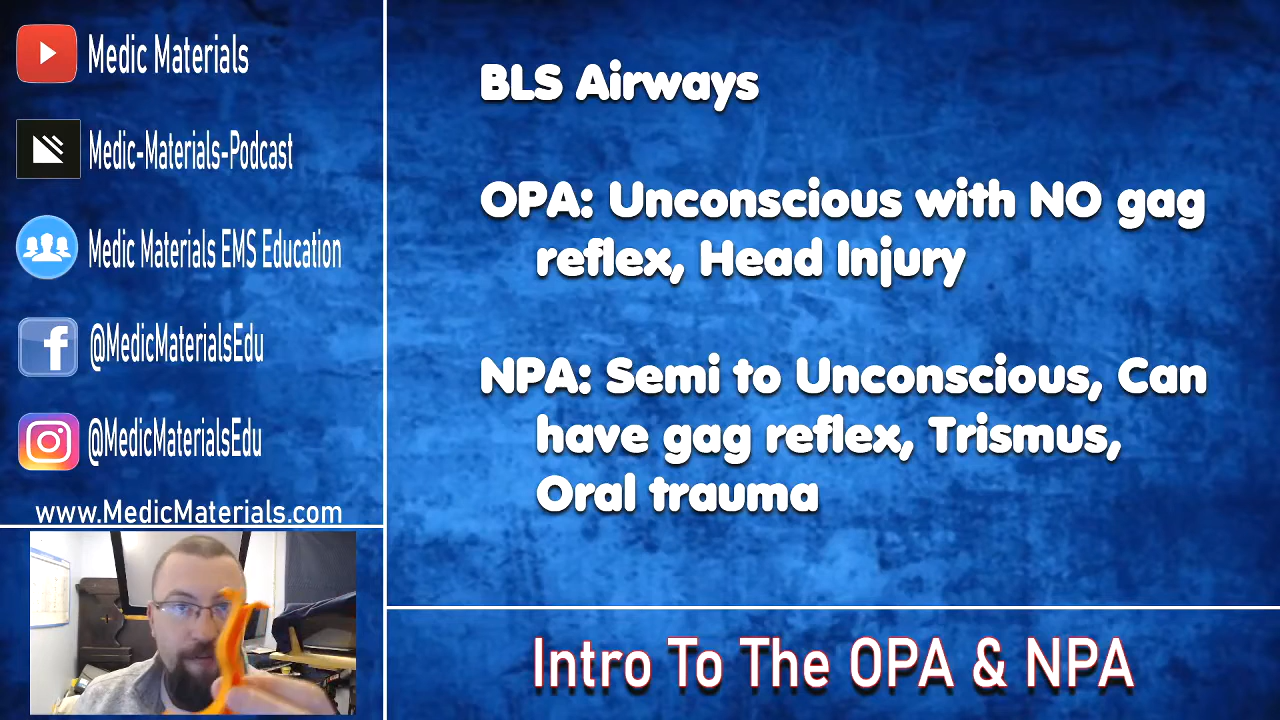 Medic Materials
Medic-Materials-Podcast
Medic Materials EMS Education
@MedicMaterialsEdu
@MedicMaterialsEdu
www.MedicMaterials.com
BLS Airways
OPA: Unconscious with NO gag
reflex, Head Injury
NPA: Semi to Unconscious, Can
have gag reflex, Trismus,
Oral trauma
Intro To The OPA & NPA